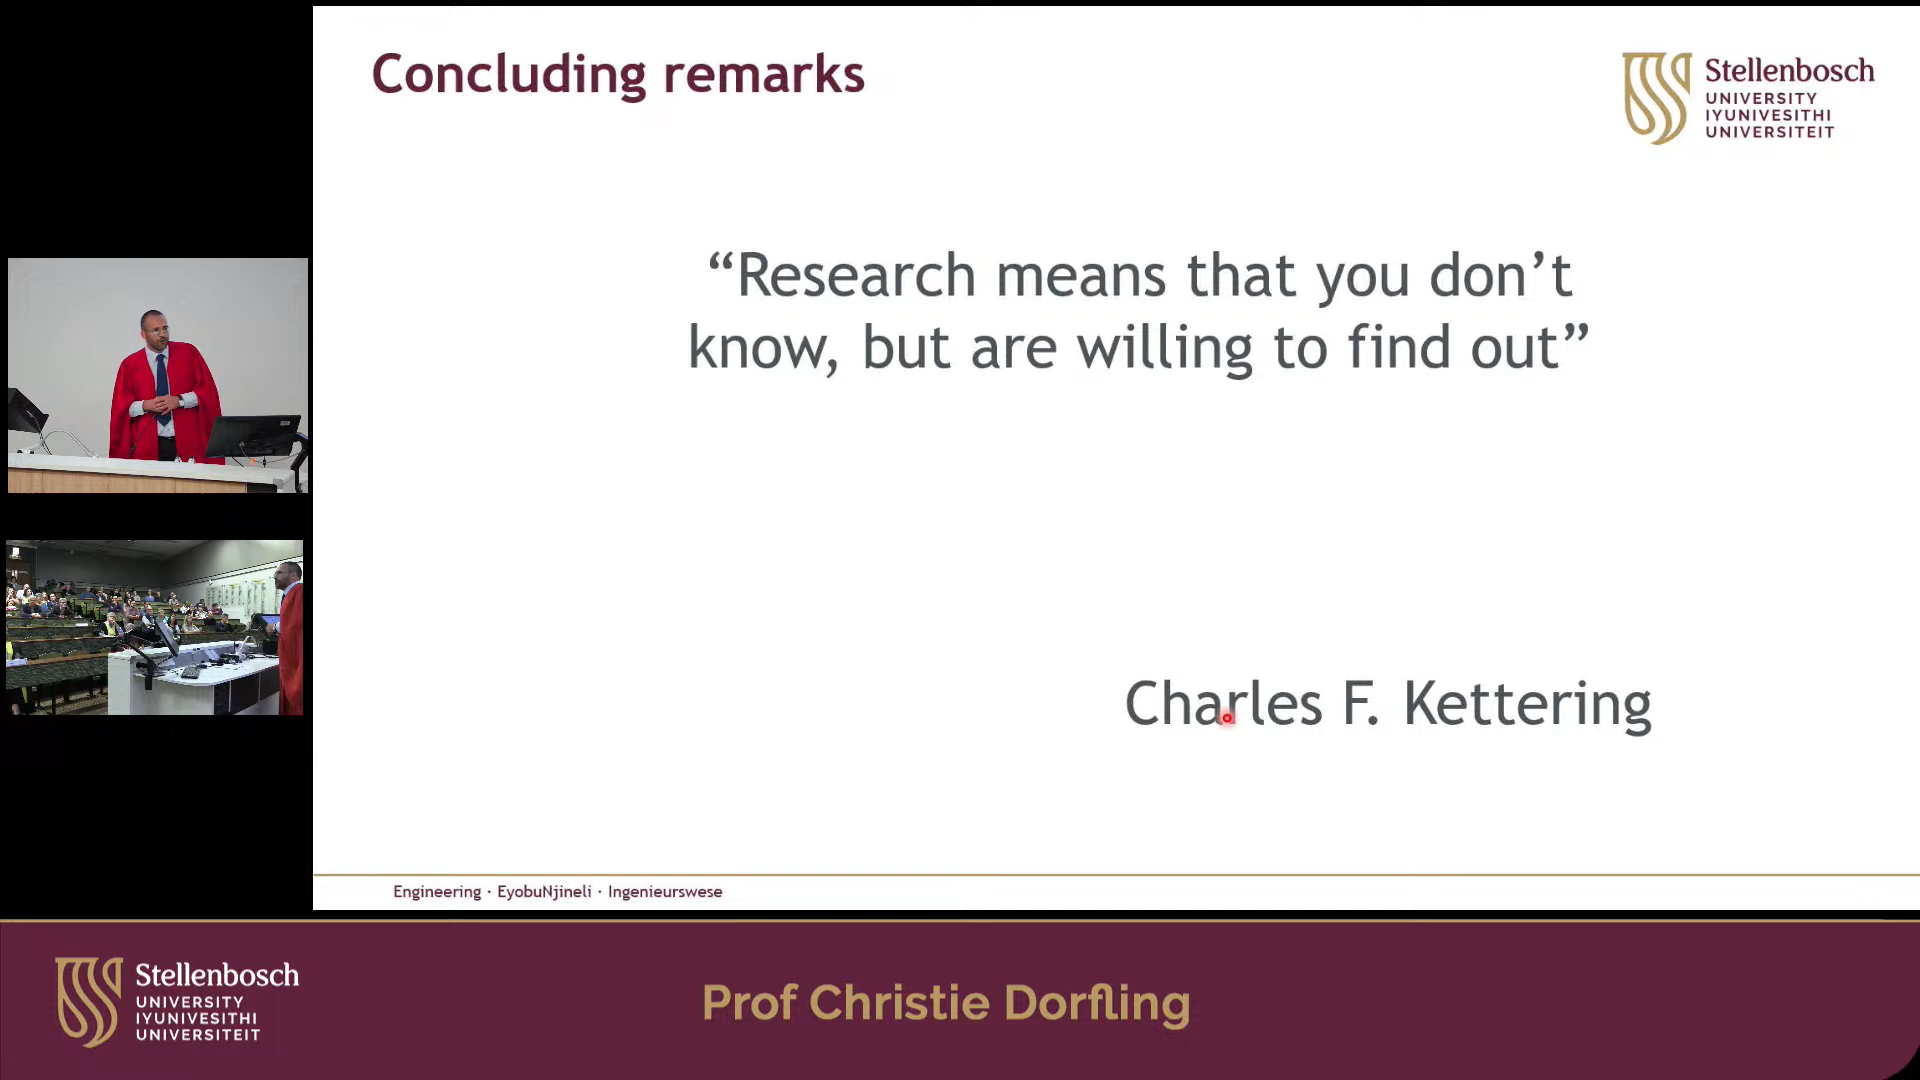 Concluding remarks
Stellenbosch
UNIVERSITY
IYUNIVESITHI
UNIVERSITEIT
“Research means that you don’t
know, but are willing to find out”
Charles F. Kettering
Engineering · EyobuNjineli · Ingenieurswese
Stellenbosch
UNIVERSITY
IYUNIVESITHI
UNIVERSITEIT
Prof Christie Dorfling